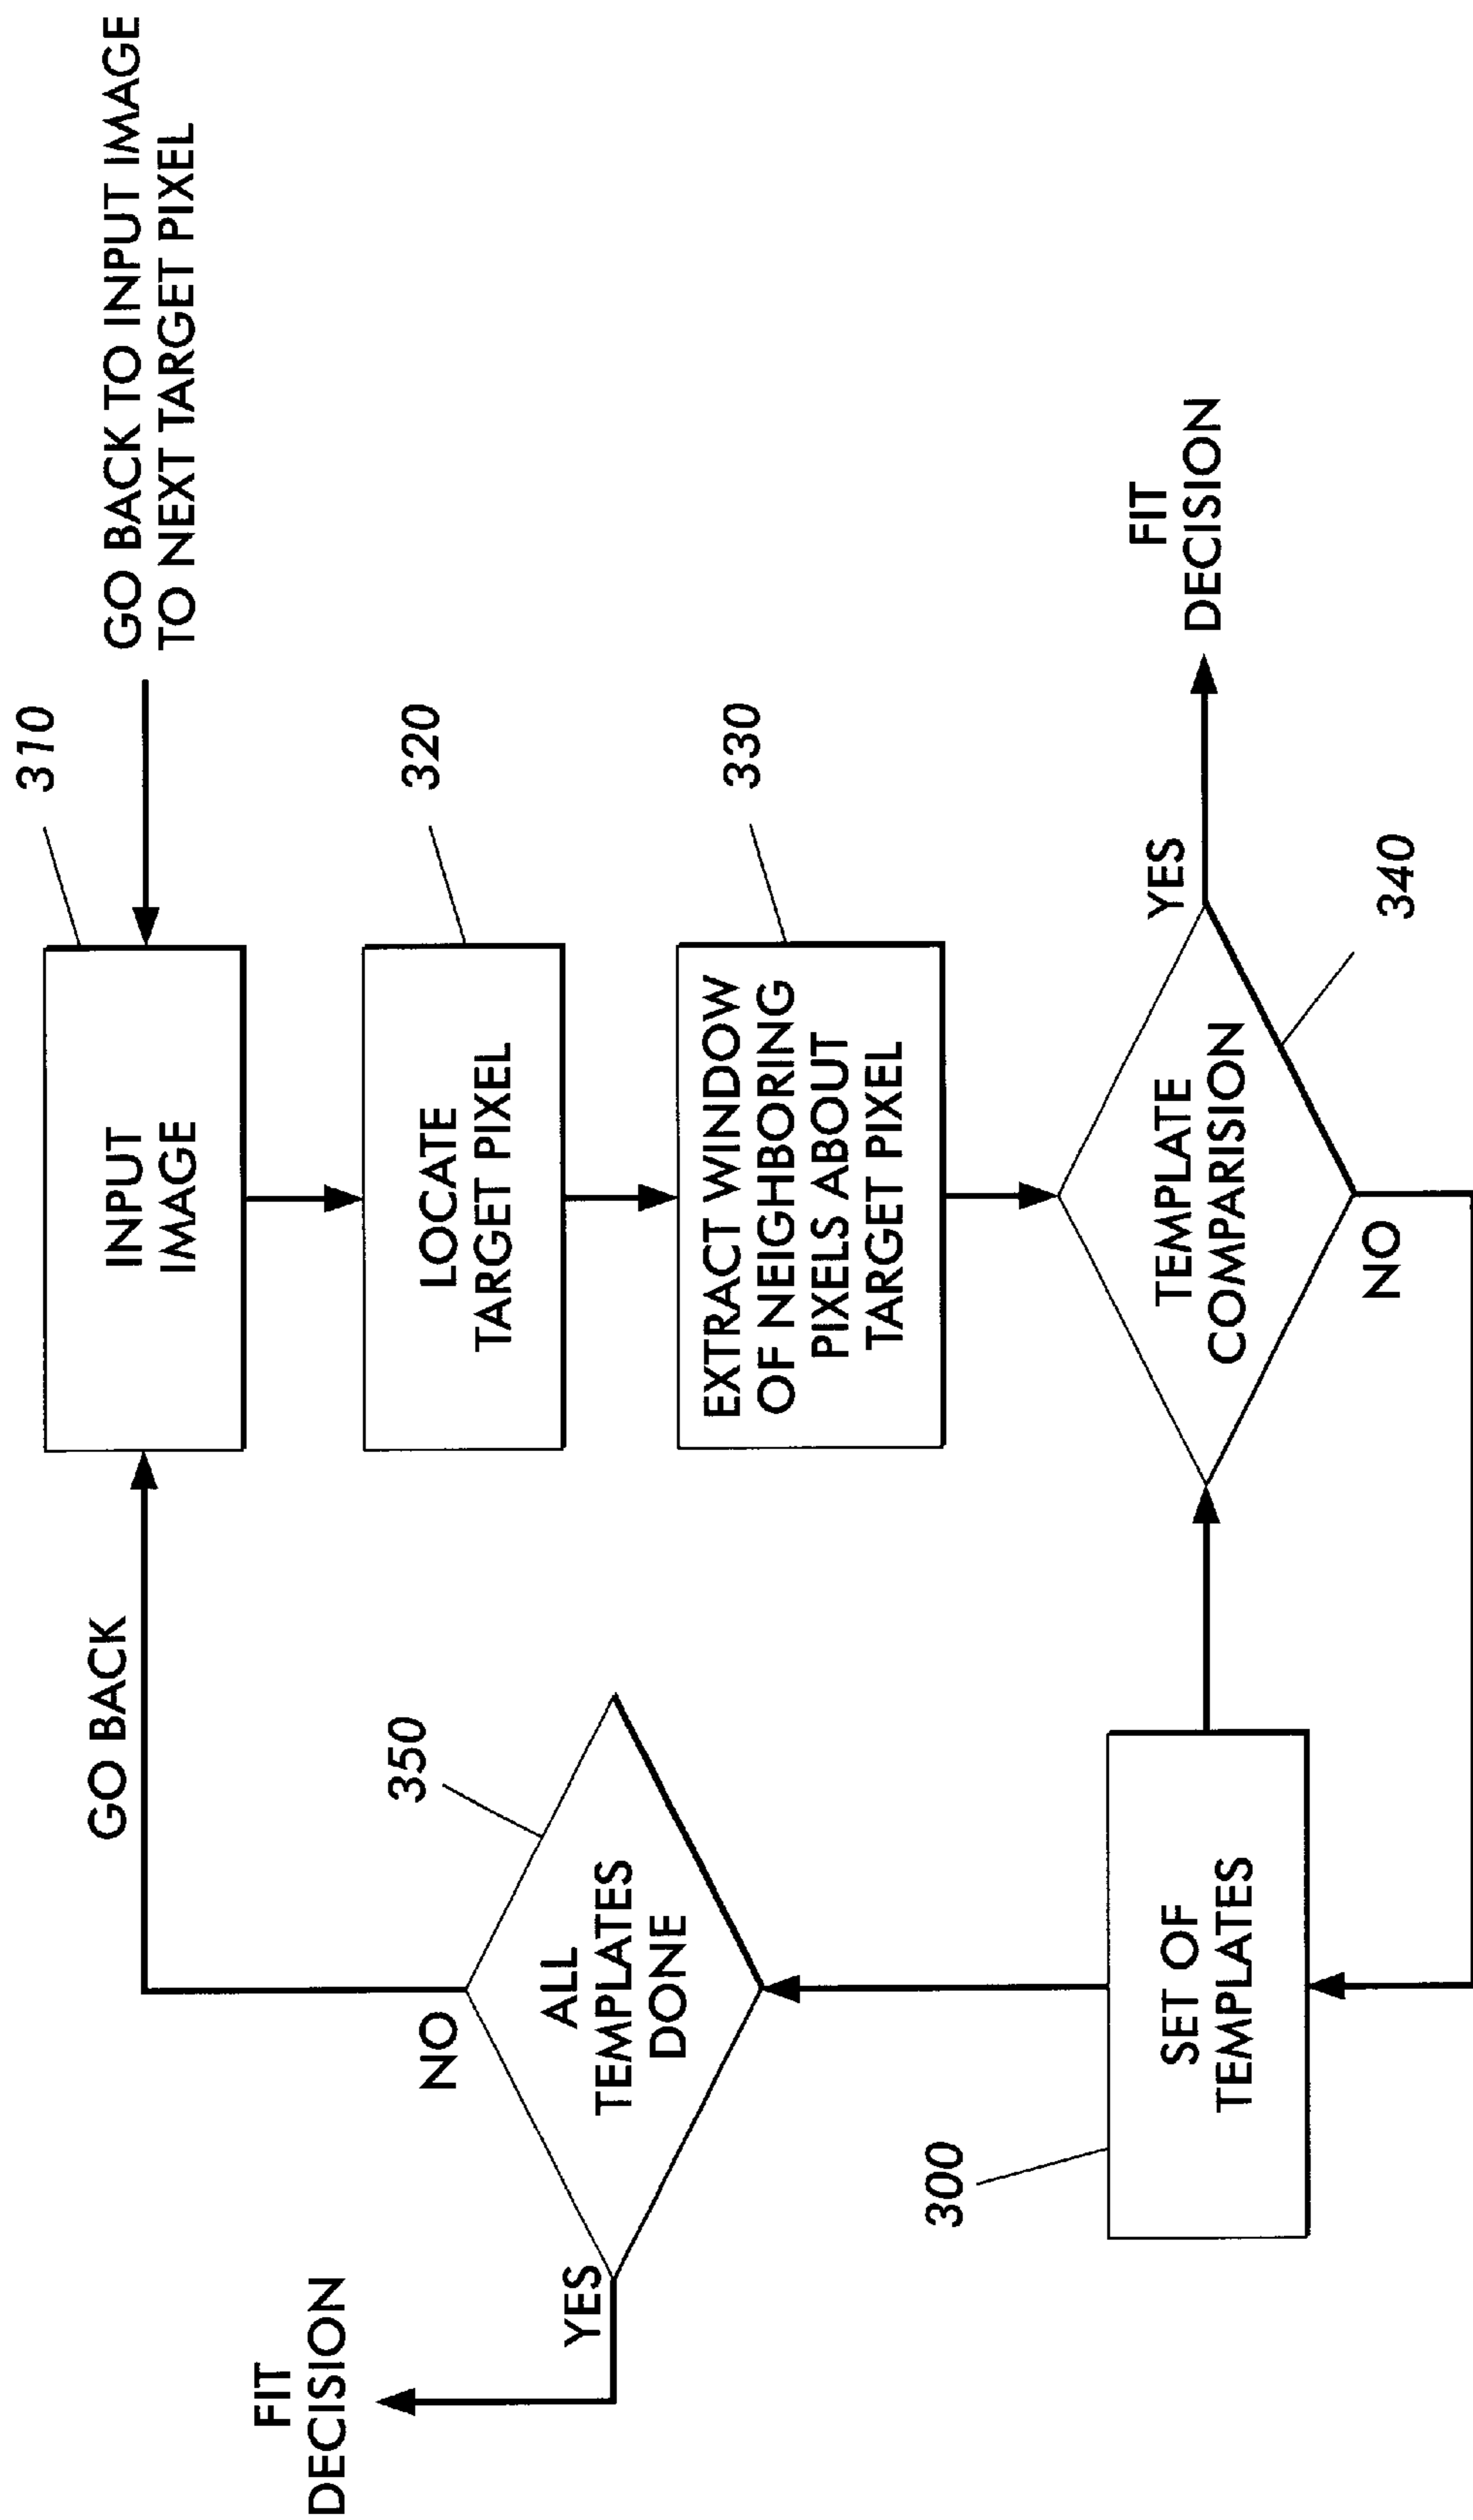 GO BACK TO INPUT IMAGE
TO NEXT TARGET PIXEL
310
INPUT
IMAGE
GO BACK
320
LOCATE
TARGET PIXEL
350
ALL
TEMPLATES
DONE
NO
YES
FIT
DECISION
330
EXTRACT WINDOW
OF NEIGHBORING
PIXELS ABOUT
TARGET PIXEL
300
SET OF
TEMPLATES
TEMPLATE
COMPARISION
340
YES
FIT
DECISION
NO